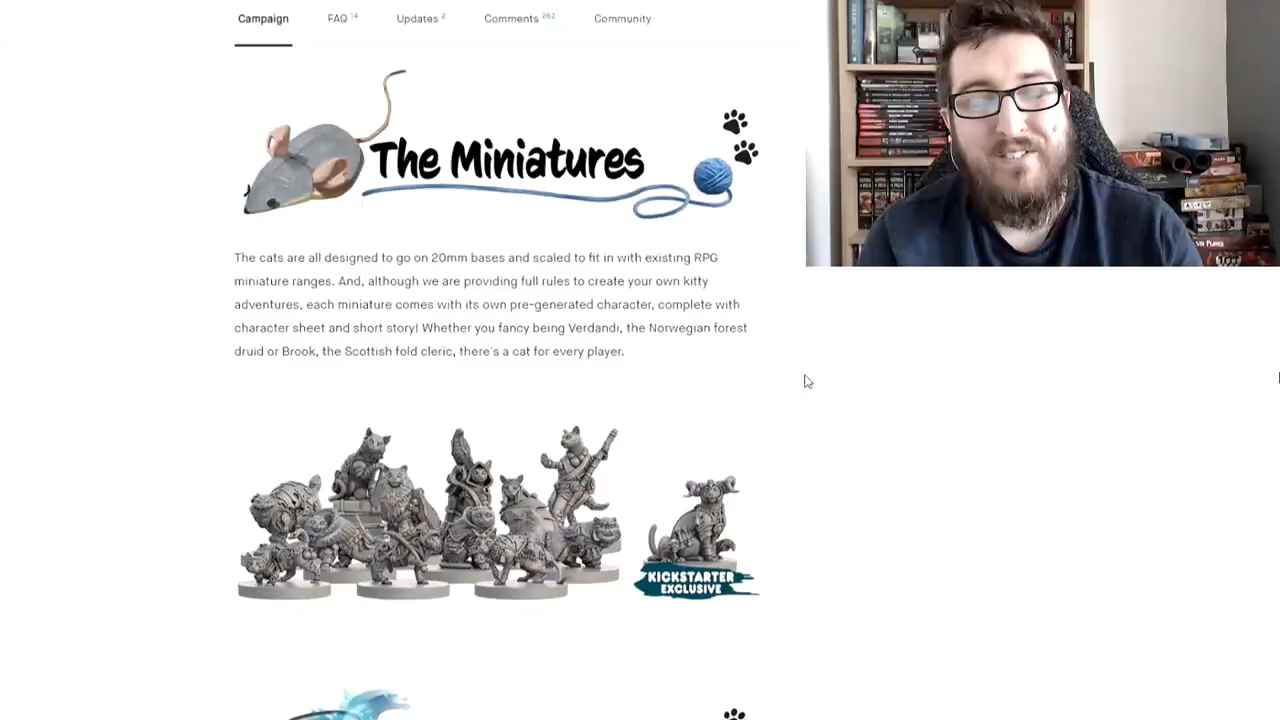 Campaign
FAQ 14
Updates 2
Comments 262
Community
The Miniatures
The cats are all designed to go on 20mm bases and scaled to fit in with existing RPG
miniature ranges. And, although we are providing full rules to create your own kitty
adventures, each miniature comes with its own pre-generated character, complete with
character sheet and short story! Whether you fancy being Verdandi, the Norwegian forest
druid or Brook, the Scottish fold cleric, there's a cat for every player.
KICKSTARTER
EXCLUSIVE